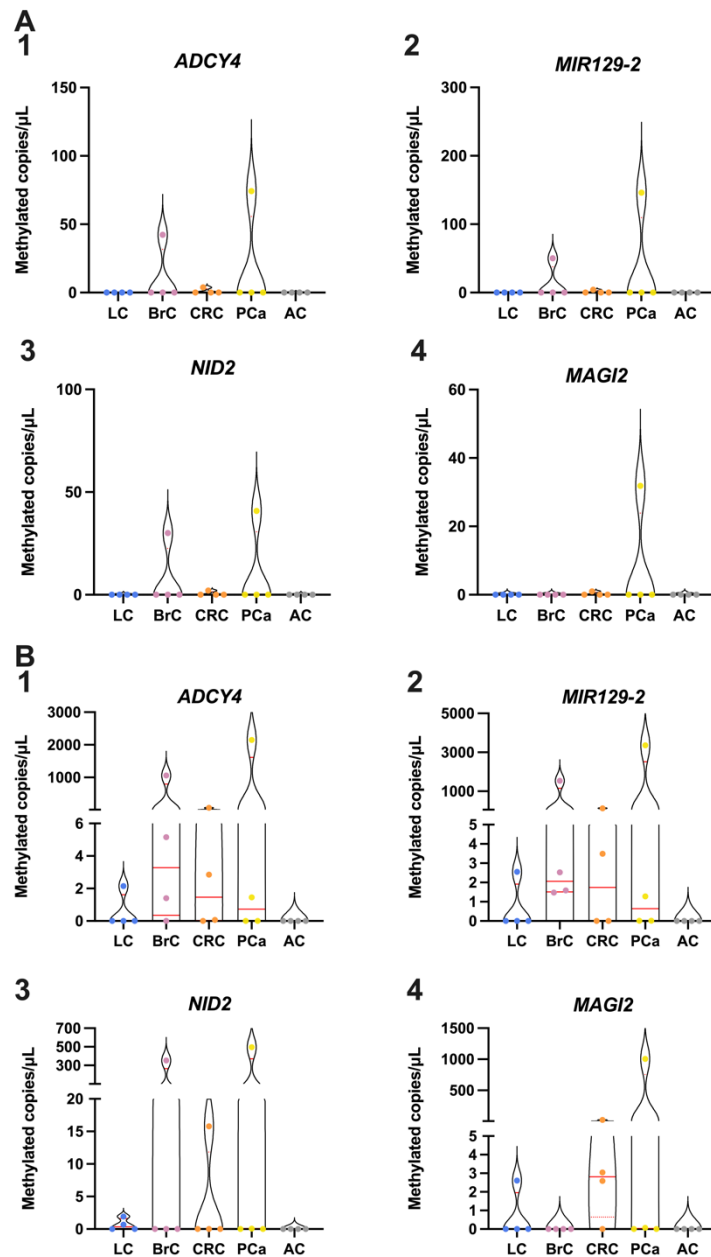 A
1
ADCY4
Methylated copies/µL
150
100
50
0
LC BrC CRC PCa AC
2
MIR129-2
Methylated copies/µL
300
200
100
0
LC BrC CRC PCa AC
3
NID2
Methylated copies/µL
100
50
0
LC BrC CRC PCa AC
4
MAGI2
Methylated copies/µL
60
40
20
0
LC BrC CRC PCa AC
B
1
ADCY4
Methylated copies/µL
3000
2000
1000
6
4
2
0
LC BrC CRC PCa AC
2
MIR129-2
Methylated copies/µL
5000
3000
1000
5
4
3
2
1
0
LC BrC CRC PCa AC
3
NID2
Methylated copies/µL
700
500
300
20
15
10
5
0
LC BrC CRC PCa AC
4
MAGI2
Methylated copies/µL
1500
1000
500
5
4
3
2
1
0
LC BrC CRC PCa AC